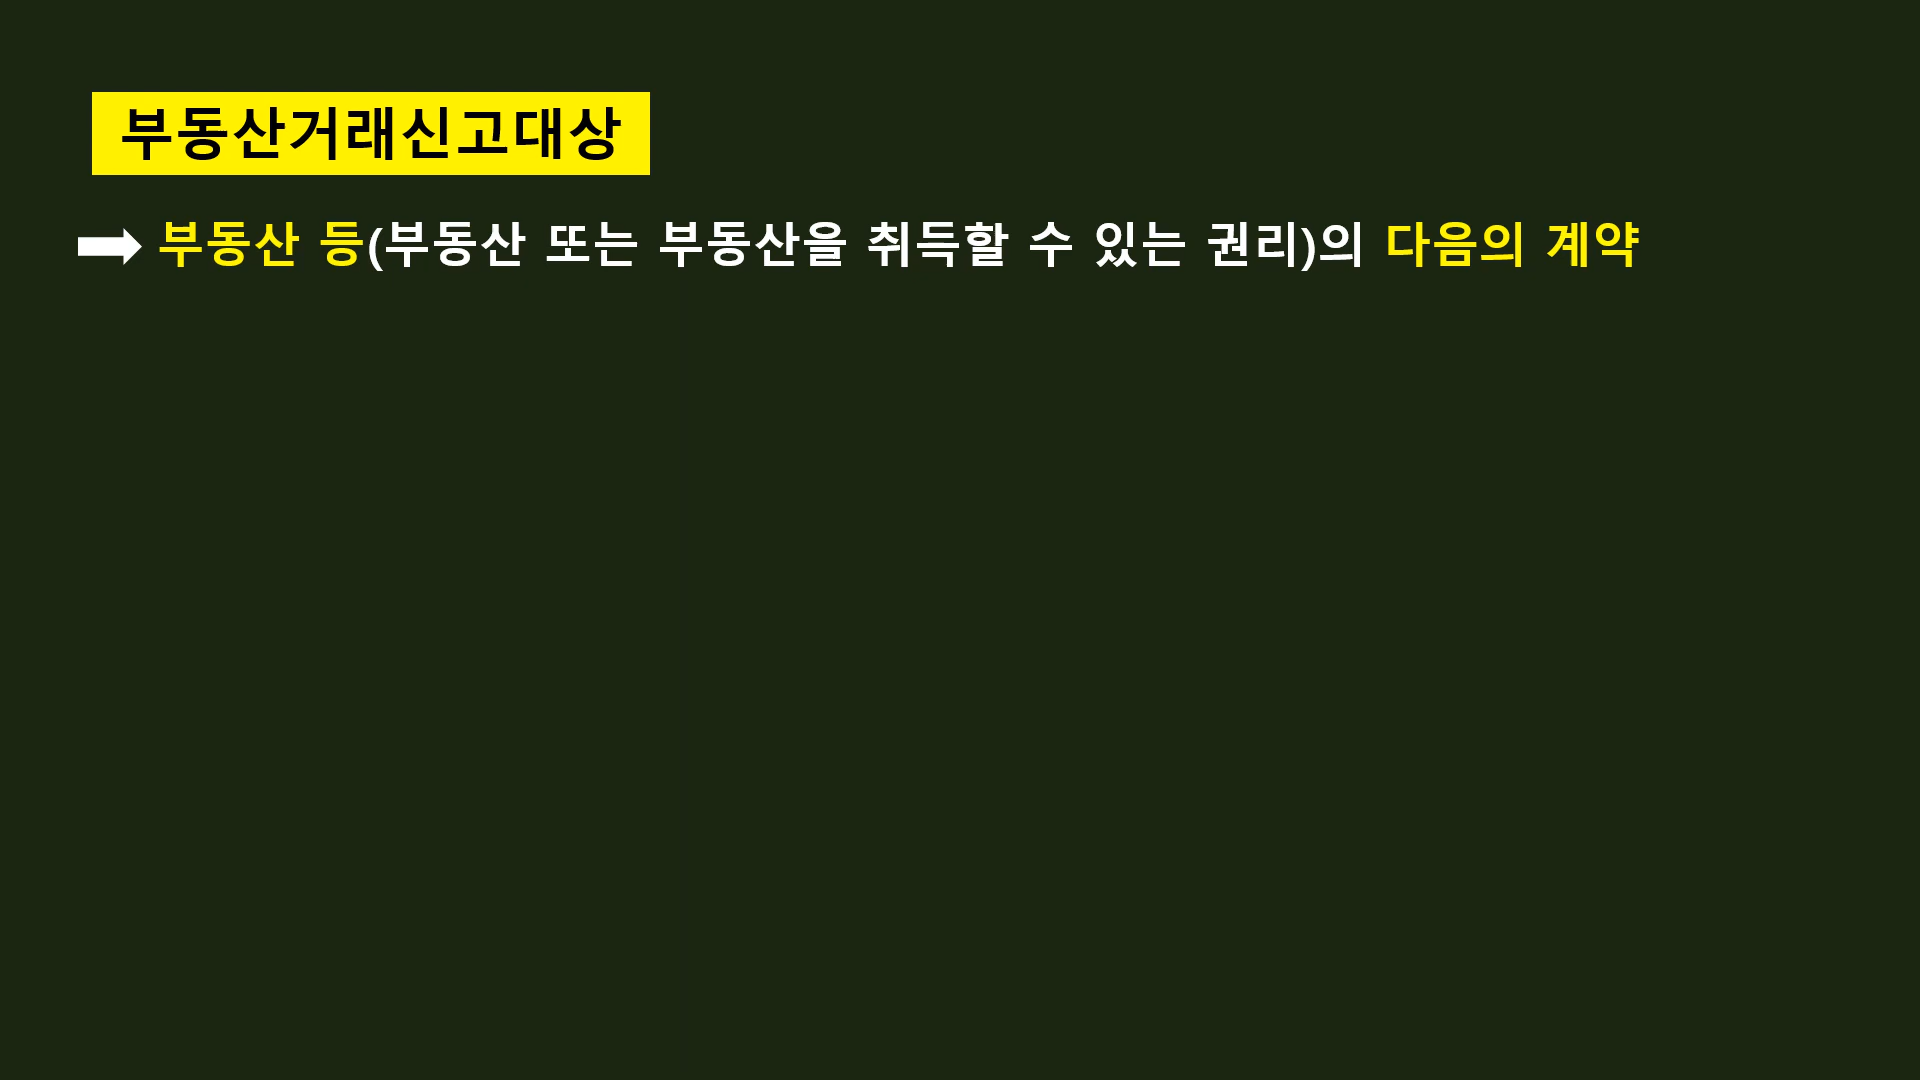 부동산거래신고대상
➡ 부동산 등(부동산 또는 부동산을 취득할 수 있는 권리)의 다음의 계약